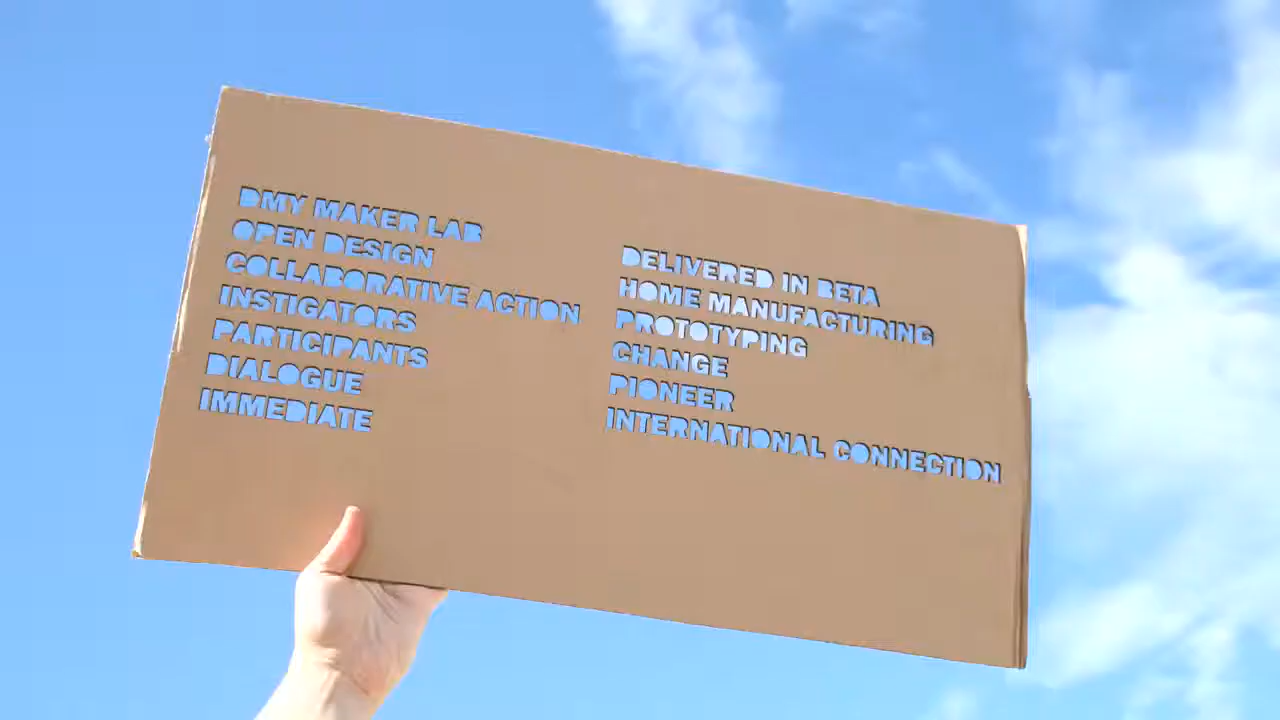 DMY MAKER LAB
OPEN DESIGN
COLLABORATIVE ACTION
INSTIGATORS
PARTICIPANTS
DIALOGUE
IMMEDIATE
DELIVERED IN BETA
HOME MANUFACTURING
PROTOTYPING
CHANGE
PIONEER
INTERNATIONAL CONNECTION